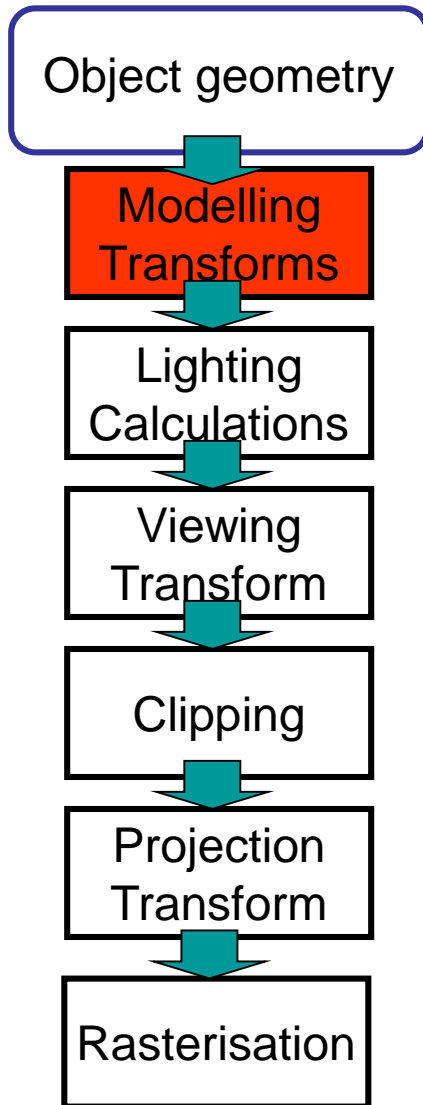 Object geometry
Modelling
Transforms
Lighting
Calculations
Viewing
Transform
Clipping
Projection
Transform
Rasterisation